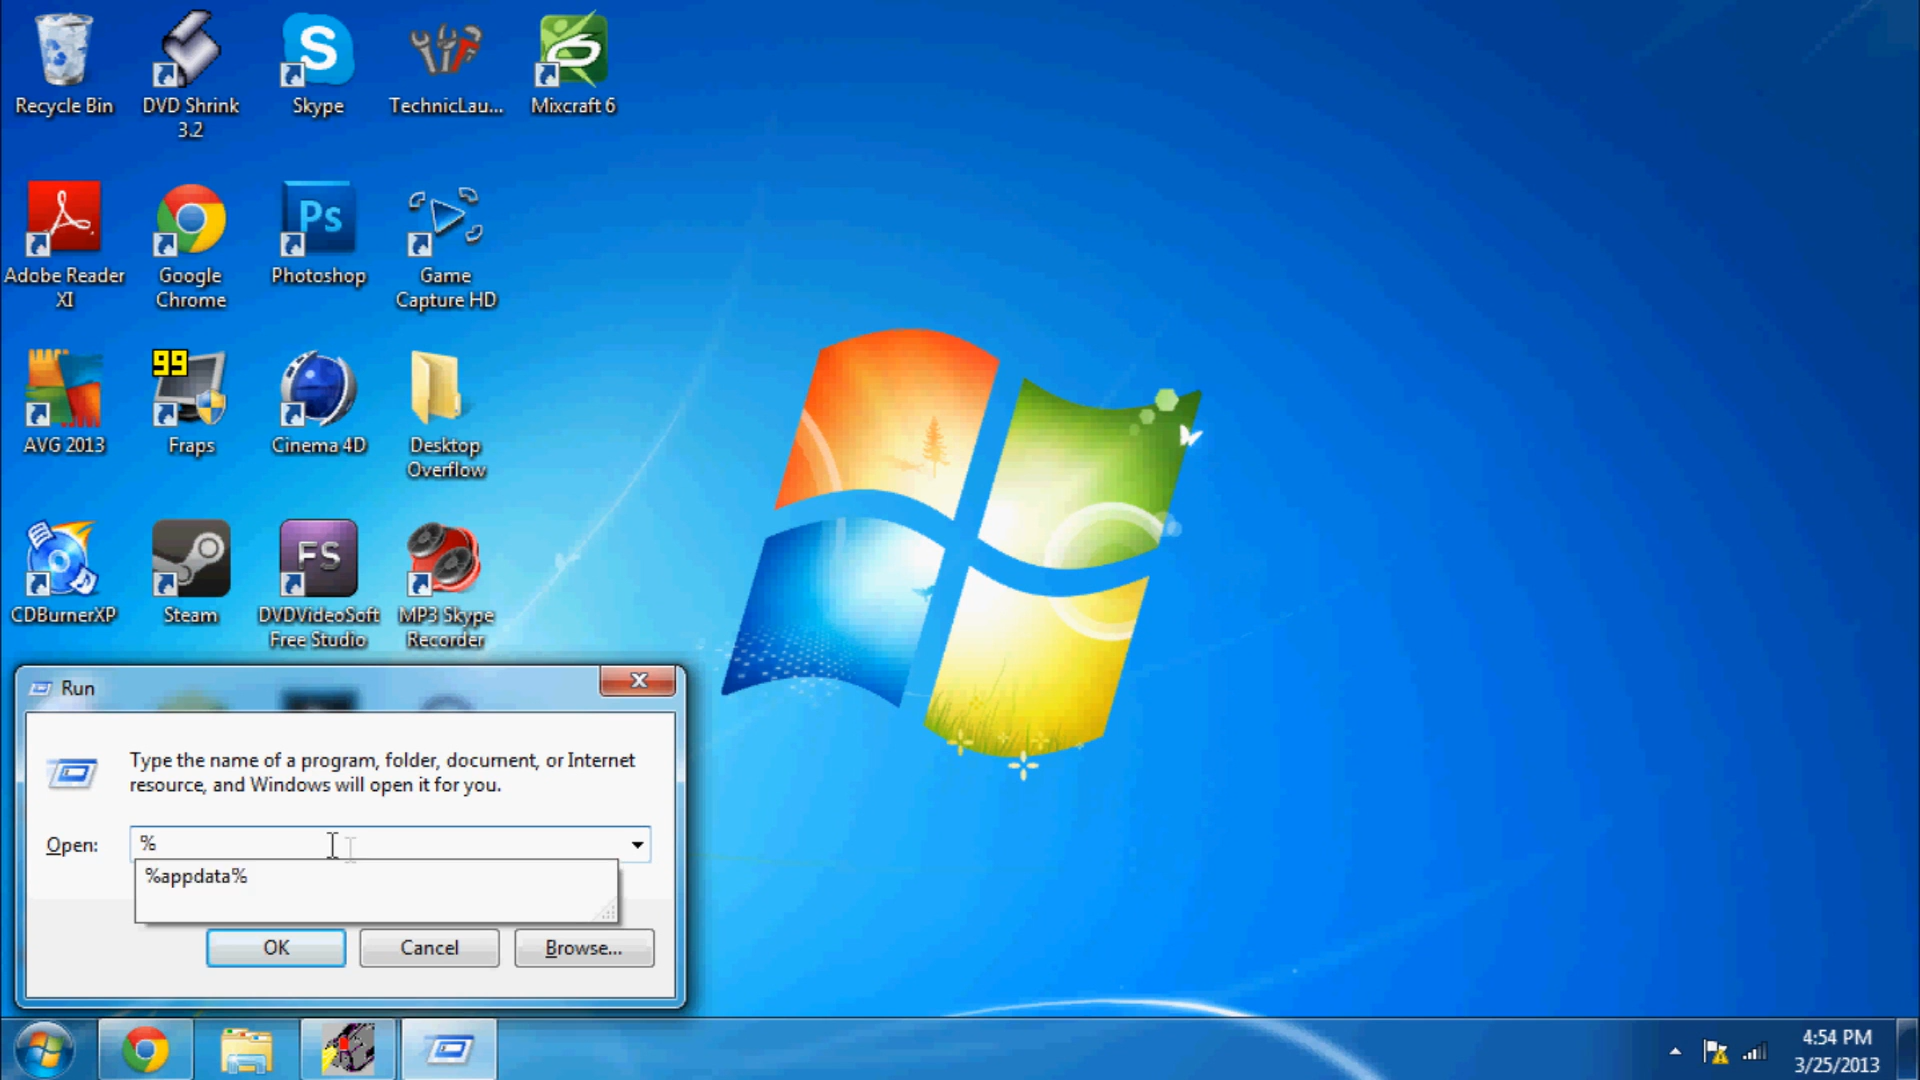 Recycle Bin
DVD Shrink
3.2
S
Skype
TechnicLau...
Mixcraft 6
Adobe Reader
XI
Google
Chrome
Ps
Photoshop
Game
Capture HD
AVG 2013
99
Fraps
Cinema 4D
Desktop
Overflow
CDBurnerXP
Steam
FS
DVDVideoSoft
Free Studio
MP3 Skype
Recorder
Run
X
Type the name of a program, folder, document, or Internet
resource, and Windows will open it for you.
Open:
%
%appdata%
OK
Cancel
Browse...
4:54 PM
3/25/2013